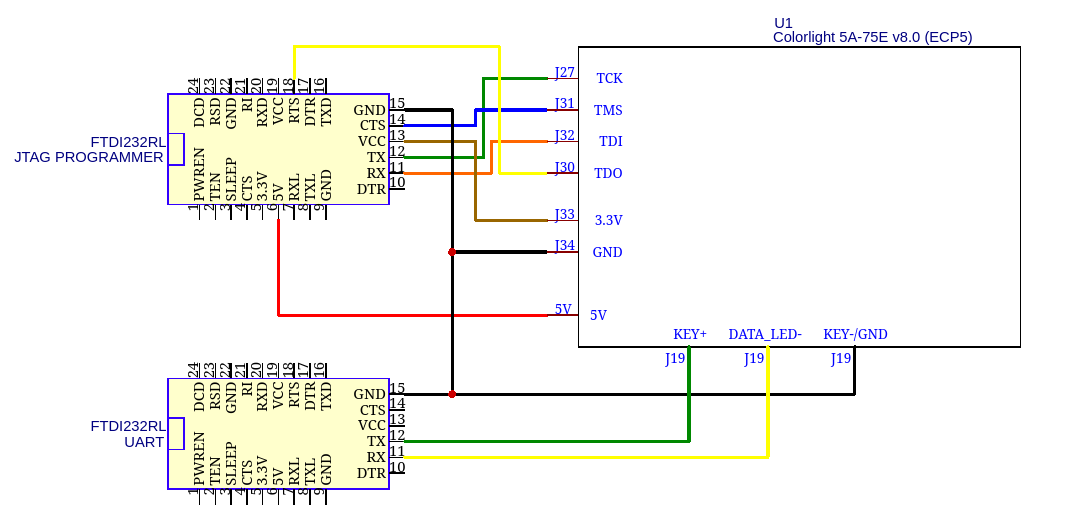 U1
Colorlight 5A-75E v8.0 (ECP5)
24 23 22 21 20 19 18 17 16
DCD RSD GND RI RXD VCC RTS DTR TXD
FTDI232RL
JTAG PROGRAMMER
GND 15
CTS 14
VCC 13
TX 12
RX 11
DTR 10
PWREN TEN SLEEP CTS 3.3V 5V RXL TXL GND
1 2 3 4 5 6 7 8 9
J27 TCK
J31 TMS
J32 TDI
J30 TDO
J33 3.3V
J34 GND
5V 5V
KEY+ DATA_LED- KEY-/GND
J19 J19 J19
24 23 22 21 20 19 18 17 16
DCD RSD GND RI RXD VCC RTS DTR TXD
FTDI232RL
UART
GND 15
CTS 14
VCC 13
TX 12
RX 11
DTR 10
PWREN TEN SLEEP CTS 3.3V 5V RXL TXL GND
1 2 3 4 5 6 7 8 9